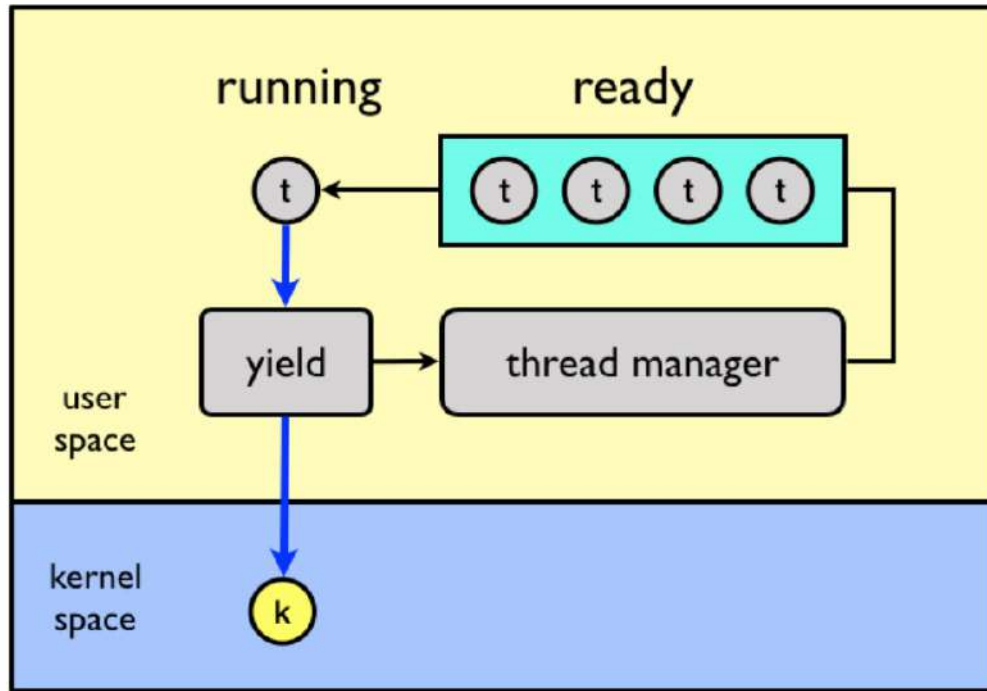 running
ready
t
t
t
t
t
yield
thread manager
user
space
kernel
space
k